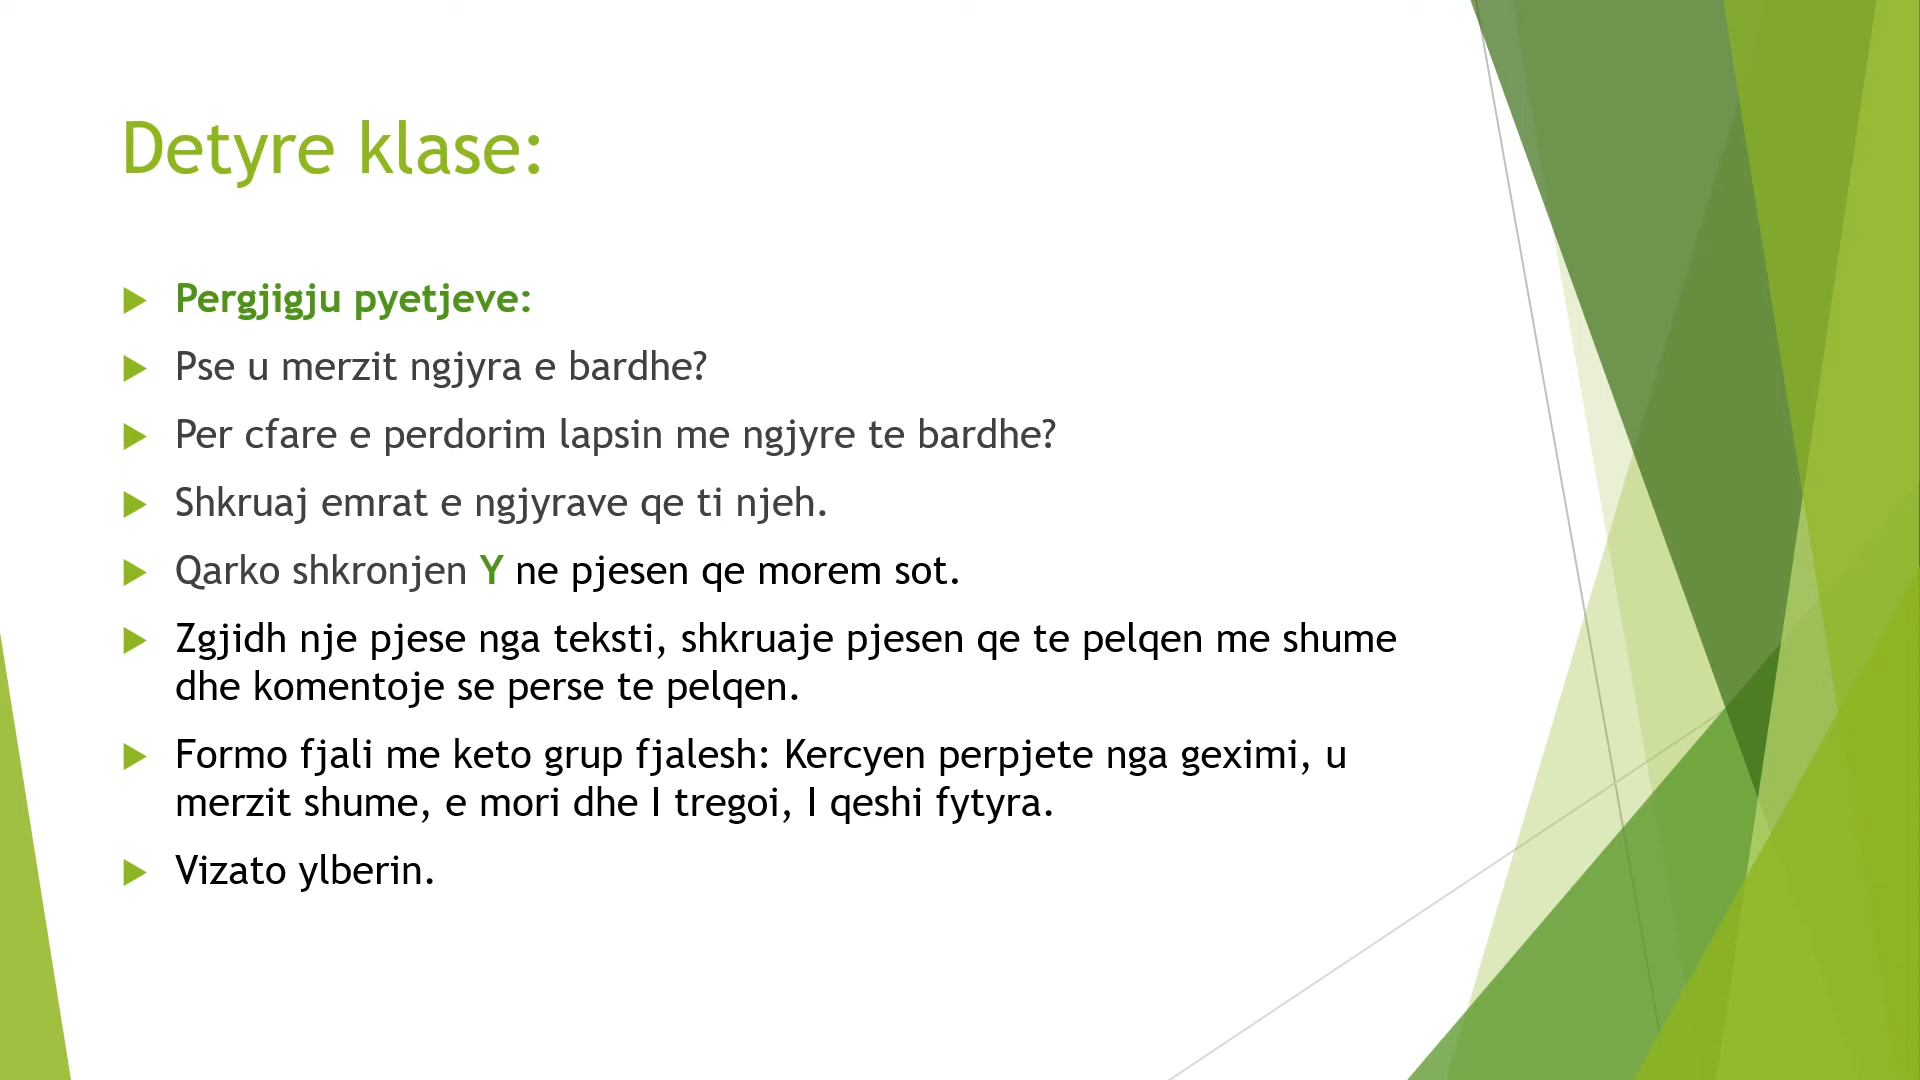 Detyre klase:
Pergjigju pyetjeve:
Pse u merzit ngjyra e bardhe?
Per cfare e perdorim lapsin me ngjyre te bardhe?
Shkruaj emrat e ngjyrave qe ti njeh.
Qarko shkronjen Y ne pjesen qe morem sot.
Zgjidh nje pjese nga teksti, shkruaje pjesen qe te pelqen me shume
dhe komentoje se perse te pelqen.
Formo fjali me keto grup fjalesh: Kercyen perpjete nga geximi, u
merzit shume, e mori dhe I tregoi, I qeshi fytyra.
Vizato ylberin.